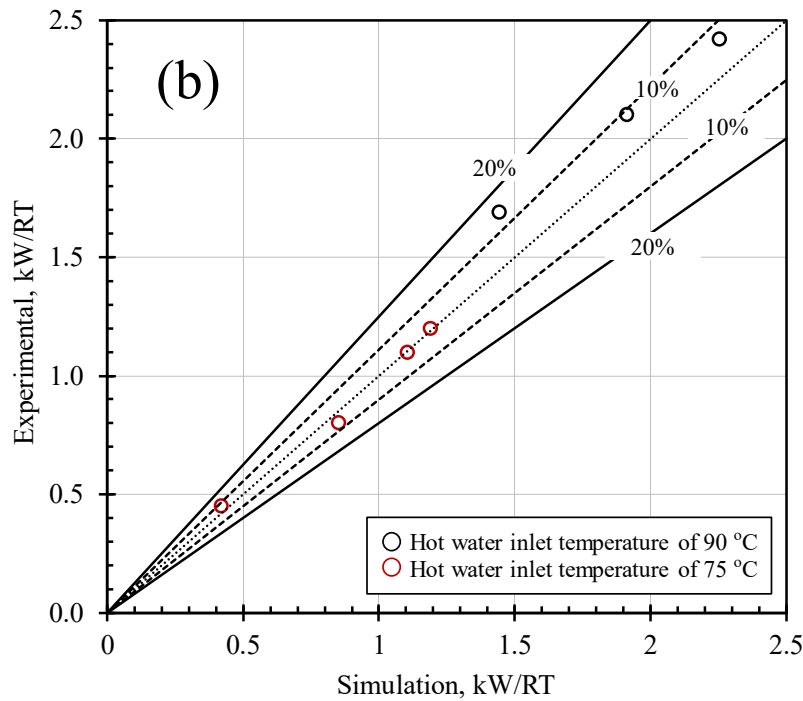 2.5
(b)
10%
2.0
10%
20%
1.5
20%
Experimental, kW/RT
1.0
0.5
Hot water inlet temperature of 90 °C
Hot water inlet temperature of 75 °C
0.0
0 0.5 1 1.5 2 2.5
Simulation, kW/RT